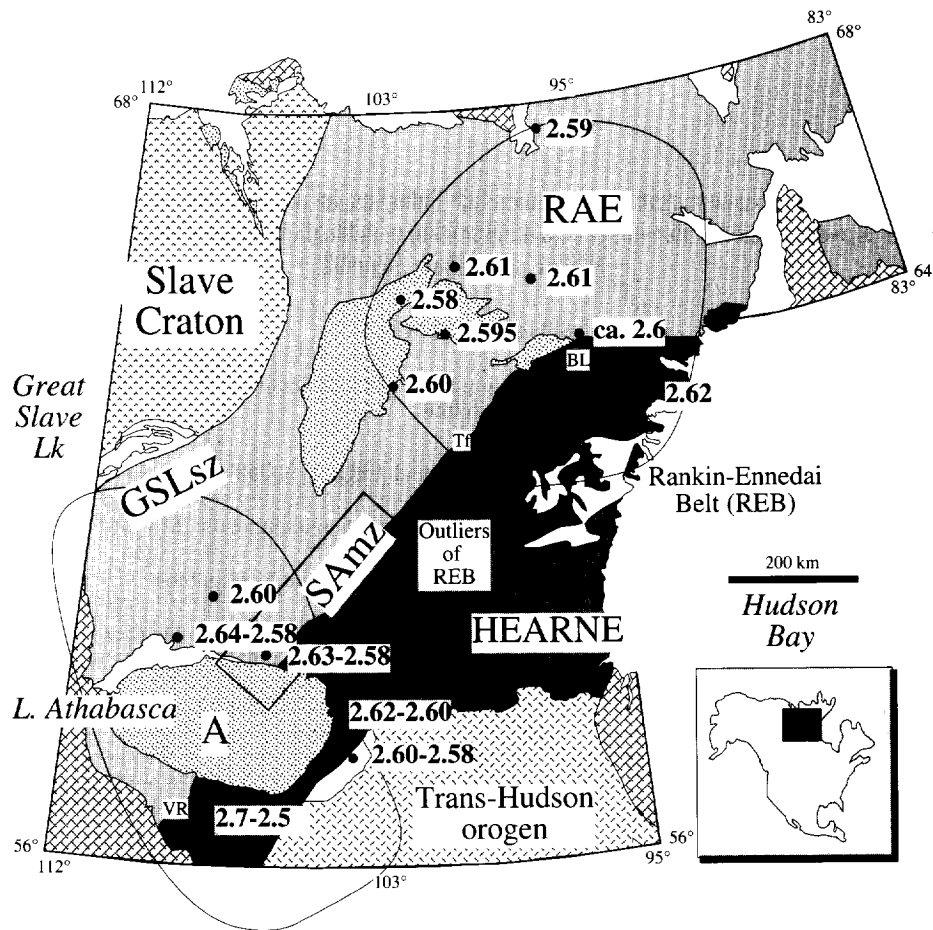 83°
68°
112°
95°
68°
103°
2.59
RAE
2.61
2.61
Slave
Craton
2.58
64°
83°
2.595
ca. 2.6
BL
2.60
2.62
Great
Slave
Lk
Tf
GSLsz
Rankin-Ennedai
Belt (REB)
SAmz
Outliers
of
REB
200 km
2.60
Hudson
Bay
HEARNE
2.64-2.58
2.63-2.58
L. Athabasca
A
2.62-2.60
2.60-2.58
VR
2.7-2.5
Trans-Hudson
orogen
56°
56°
112°
103°
95°